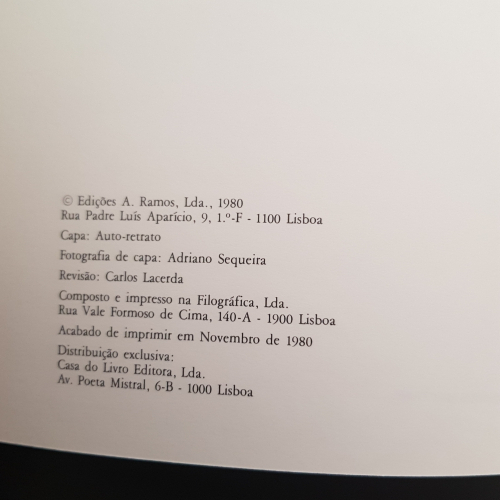 © Edições A. Ramos, Lda., 1980
Rua Padre Luís Aparício, 9, 1.º-F - 1100 Lisboa
Capa: Auto-retrato
Fotografia de capa: Adriano Sequeira
Revisão: Carlos Lacerda
Composto e impresso na Filográfica, Lda.
Rua Vale Formoso de Cima, 140-A - 1900 Lisboa
Acabado de imprimir em Novembro de 1980
Distribuição exclusiva:
Casa do Livro Editora, Lda.
Av. Poeta Mistral, 6-B - 1000 Lisboa